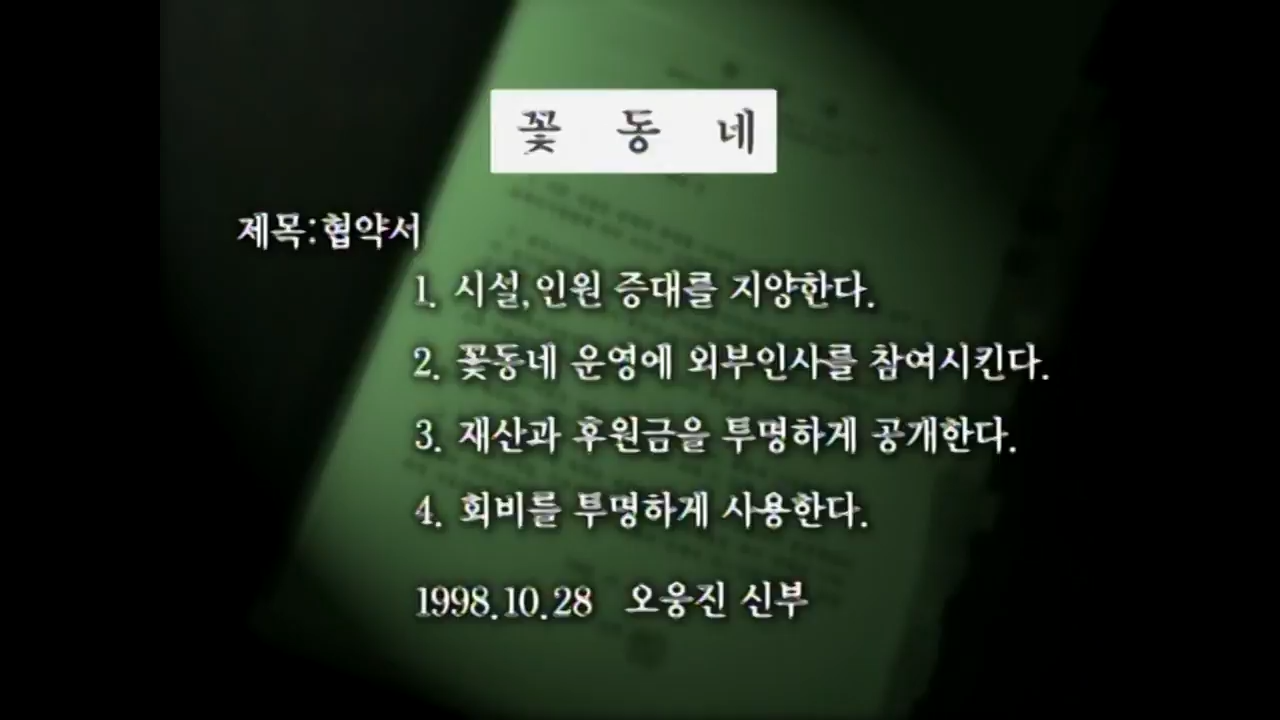 꽃 동 네
제목:협약서
1. 시설,인원 증대를 지양한다.
2. 꽃동네 운영에 외부인사를 참여시킨다.
3. 재산과 후원금을 투명하게 공개한다.
4. 회비를 투명하게 사용한다.
1998.10.28 오웅진 신부